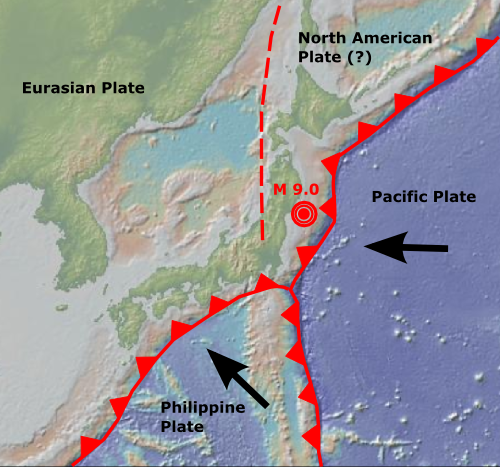 North American
Plate (?)
Eurasian Plate
M 9.0
Pacific Plate
Philippine
Plate